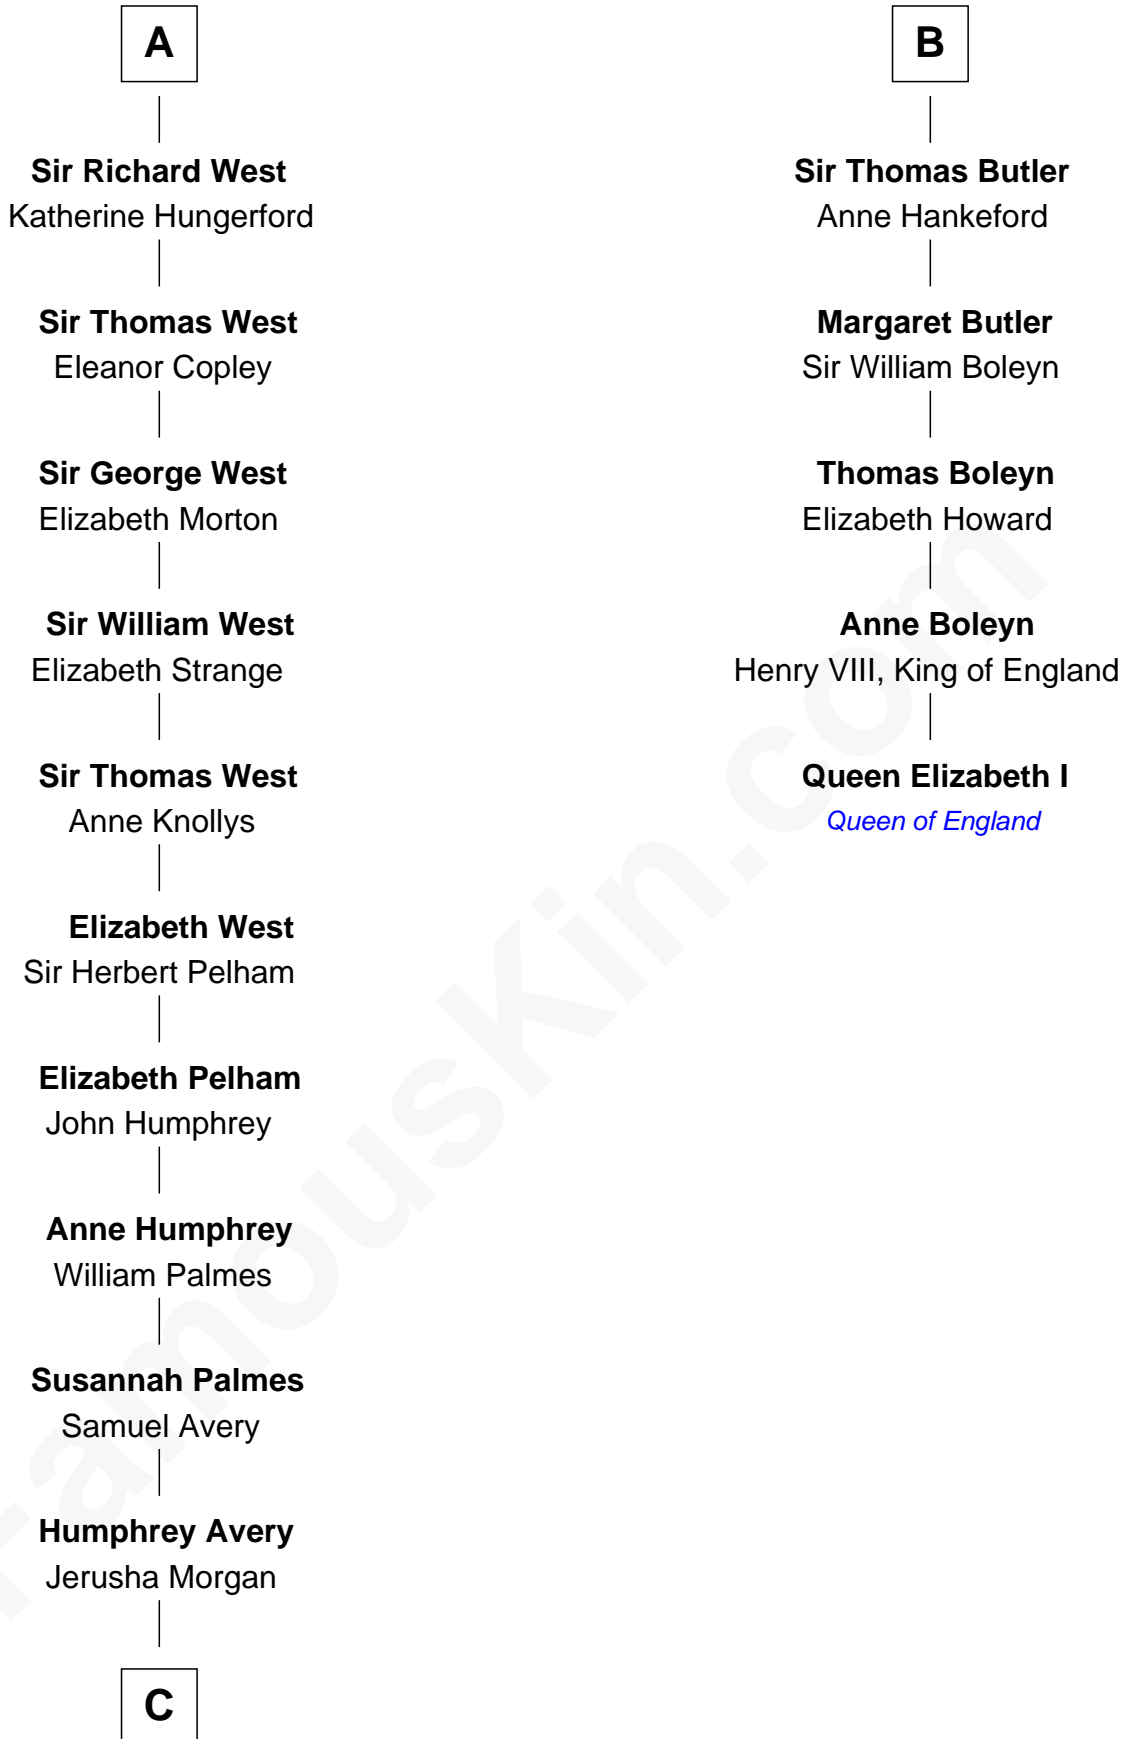 A
Sir Richard West
Katherine Hungerford
Sir Thomas West
Eleanor Copley
Sir George West
Elizabeth Morton
Sir William West
Elizabeth Strange
Sir Thomas West
Anne Knollys
Elizabeth West
Sir Herbert Pelham
Elizabeth Pelham
John Humphrey
Anne Humphrey
William Palmes
Susannah Palmes
Samuel Avery
Humphrey Avery
Jerusha Morgan
C
B
Sir Thomas Butler
Anne Hankeford
Margaret Butler
Sir William Boleyn
Thomas Boleyn
Elizabeth Howard
Anne Boleyn
Henry VIII, King of England
Queen Elizabeth I
Queen of England
FamousKin.com